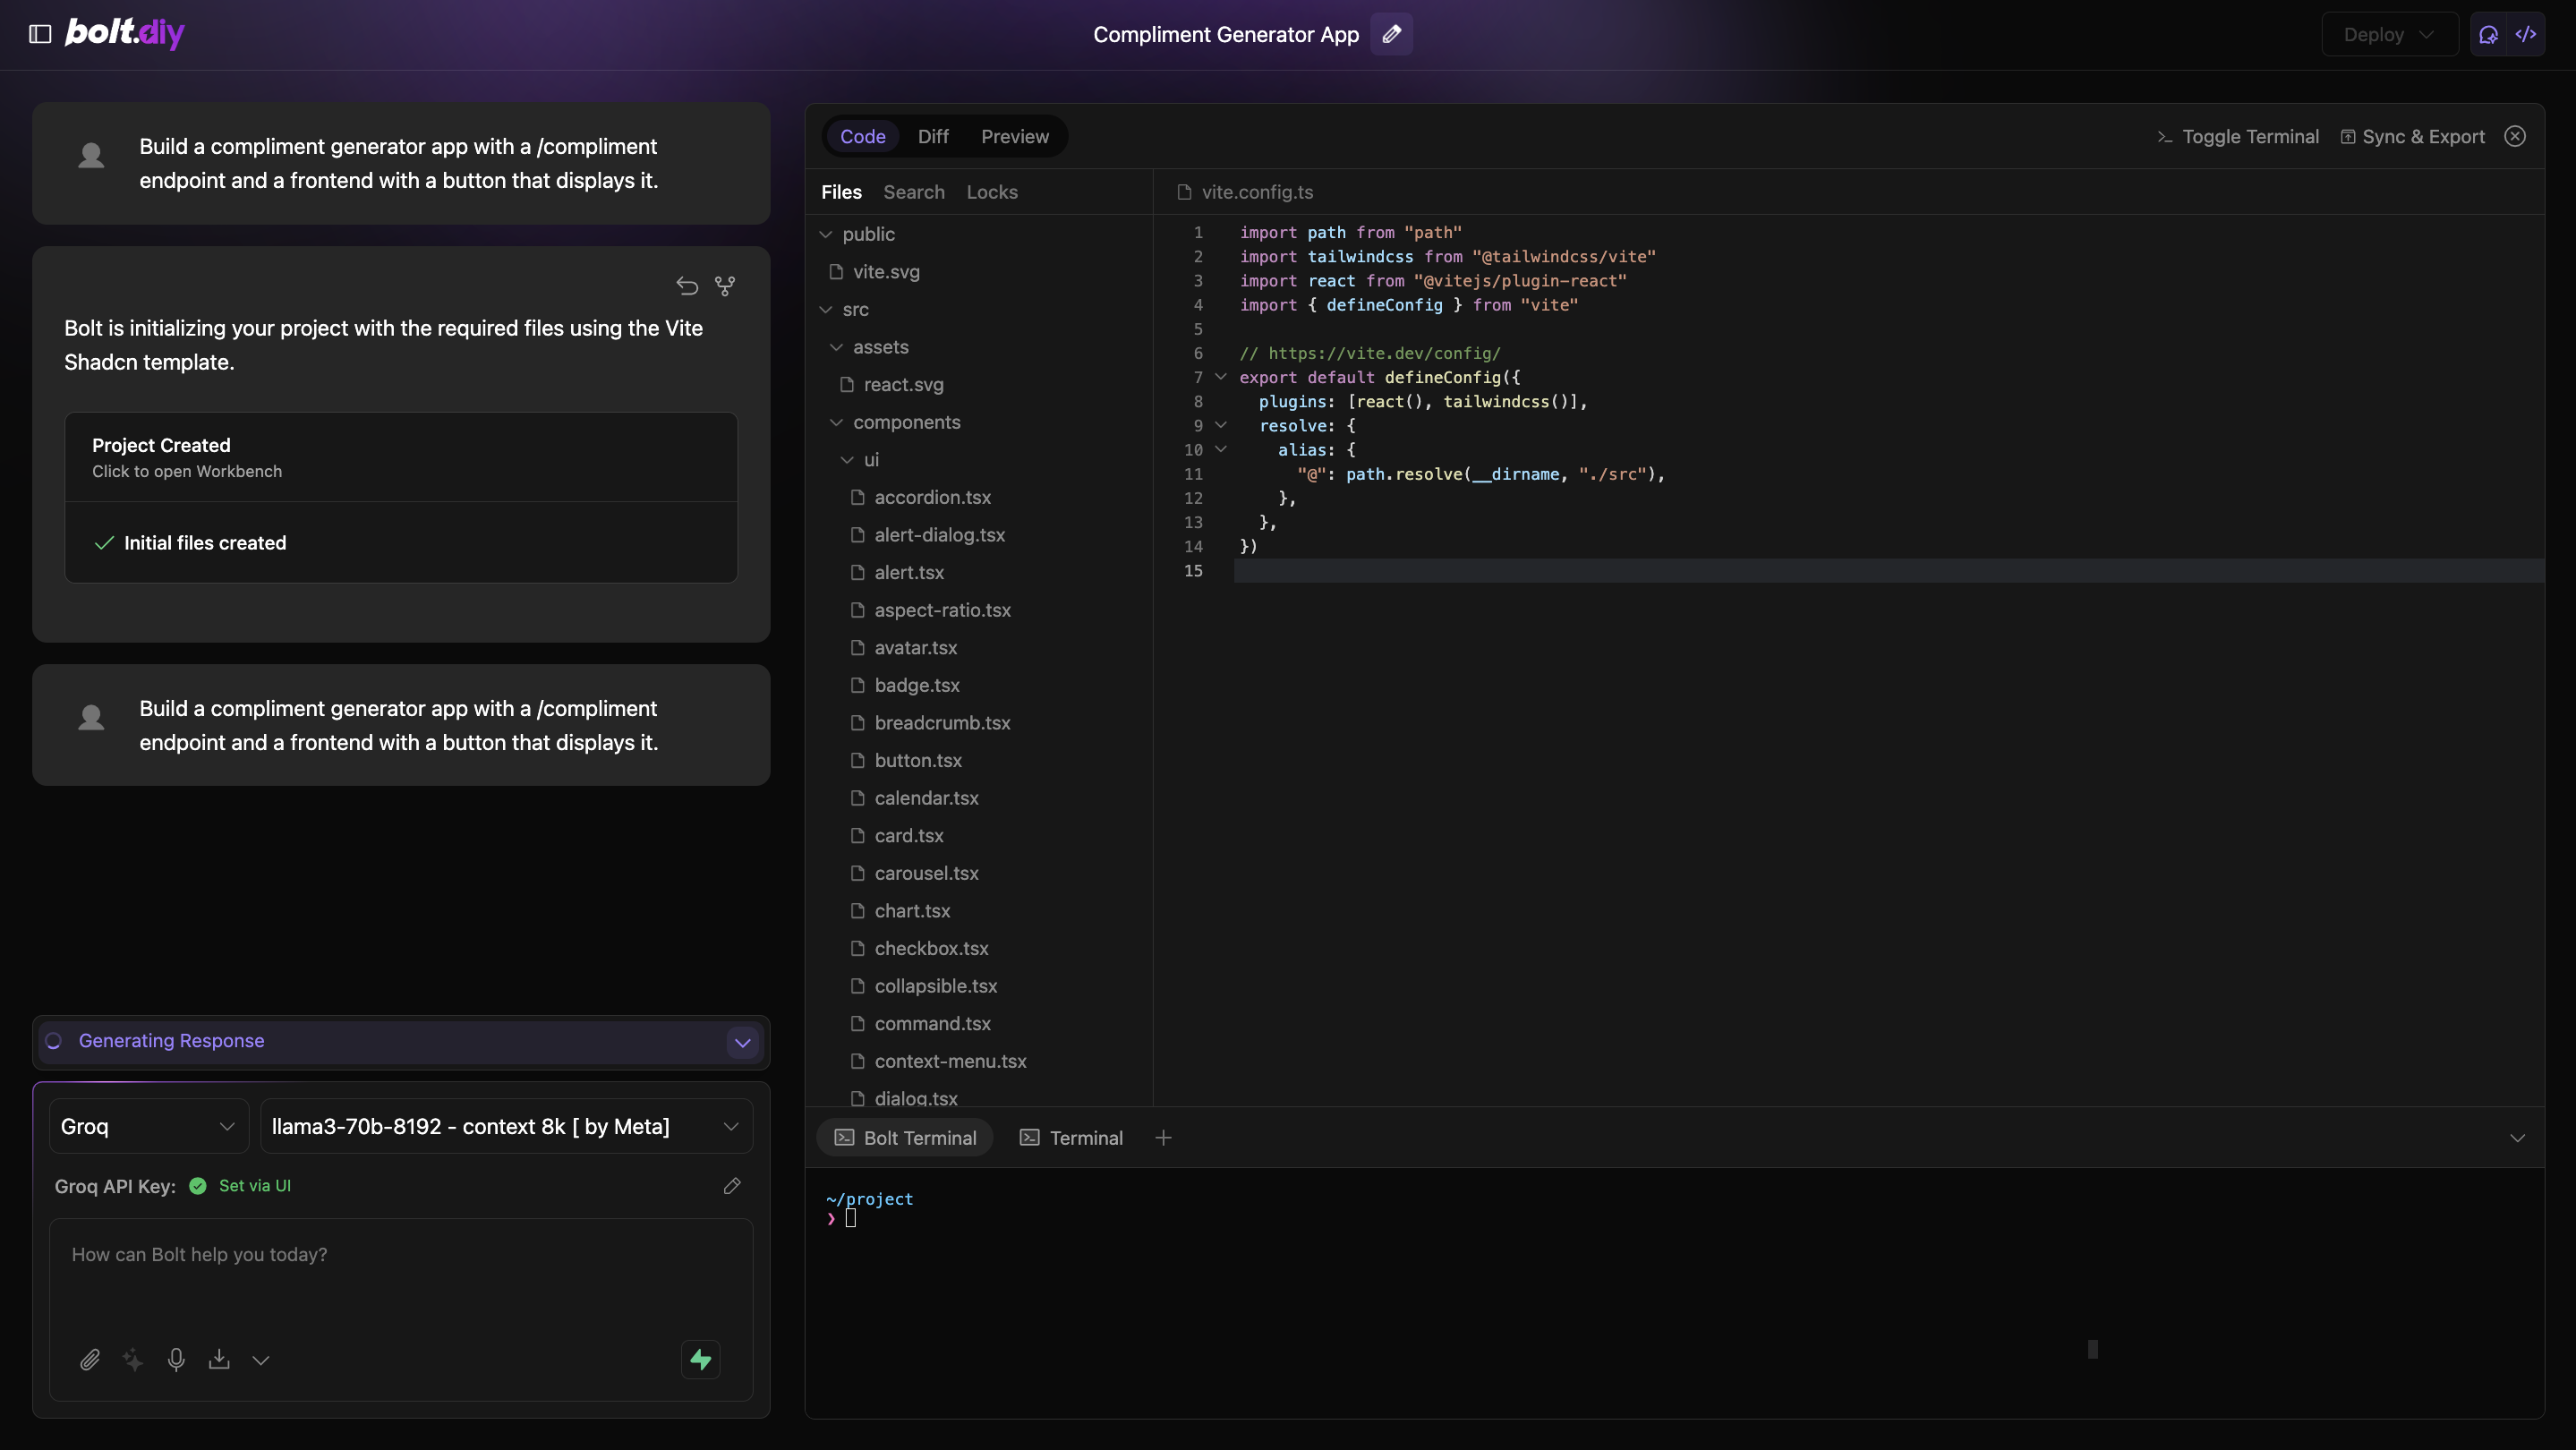 bolt.diy
Compliment Generator App
Deploy
Build a compliment generator app with a /compliment
endpoint and a frontend with a button that displays it.
Bolt is initializing your project with the required files using the Vite
Shadcn template.
Project Created
Click to open Workbench
Initial files created
Build a compliment generator app with a /compliment
endpoint and a frontend with a button that displays it.
Generating Response
Groq
llama3-70b-8192 - context 8k [ by Meta]
Groq API Key: Set via UI
How can Bolt help you today?
Code Diff Preview
Toggle Terminal Sync & Export
Files Search Locks
public
vite.svg
src
assets
react.svg
components
ui
accordion.tsx
alert-dialog.tsx
alert.tsx
aspect-ratio.tsx
avatar.tsx
badge.tsx
breadcrumb.tsx
button.tsx
calendar.tsx
card.tsx
carousel.tsx
chart.tsx
checkbox.tsx
collapsible.tsx
command.tsx
context-menu.tsx
dialog.tsx
vite.config.ts
1 import path from "path"
2 import tailwindcss from "@tailwindcss/vite"
3 import react from "@vitejs/plugin-react"
4 import { defineConfig } from "vite"
5
6 // https://vite.dev/config/
7 export default defineConfig({
8 plugins: [react(), tailwindcss()],
9 resolve: {
10 alias: {
11 "@": path.resolve(__dirname, "./src"),
12 },
13 },
14 })
15
Bolt Terminal Terminal
~/project
❯